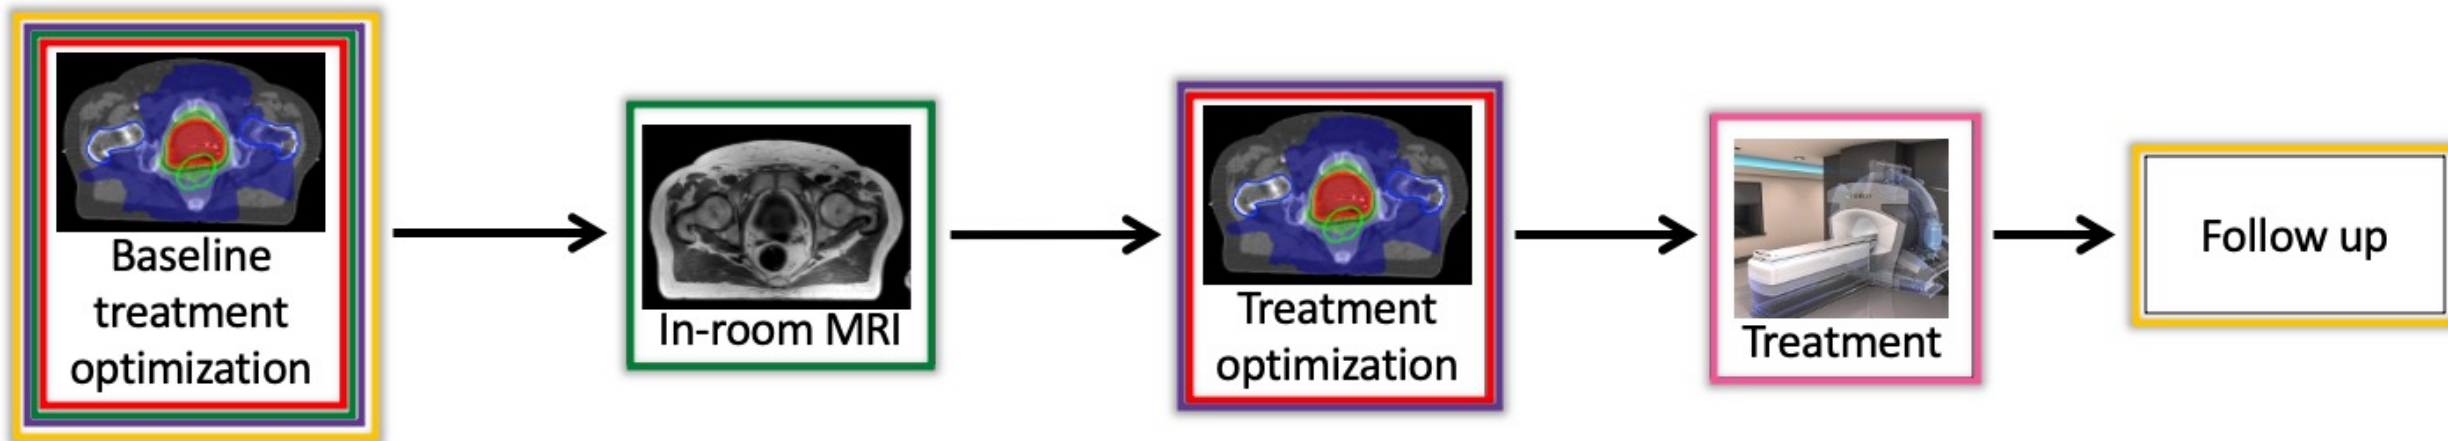 Baseline
treatment
optimization
In-room MRI
Treatment
optimization
Treatment
Follow up